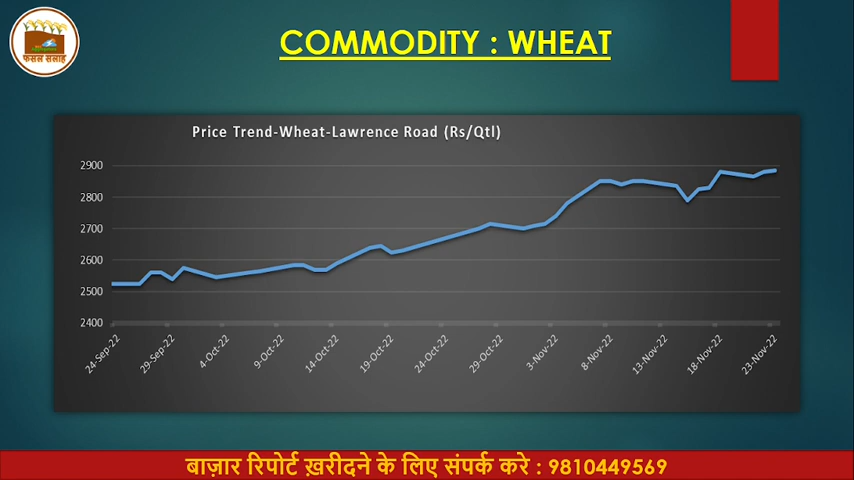 फसल सलाह
COMMODITY : WHEAT
Price Trend-Wheat-Lawrence Road (Rs/Qtl)
2900
2800
2700
2600
2500
2400
24-Sep-22
29-Sep-22
4-Oct-22
9-Oct-22
14-Oct-22
19-Oct-22
24-Oct-22
29-Oct-22
3-Nov-22
8-Nov-22
13-Nov-22
18-Nov-22
23-Nov-22
बाज़ार रिपोर्ट ख़रीदने के लिए संपर्क करे : 9810449569